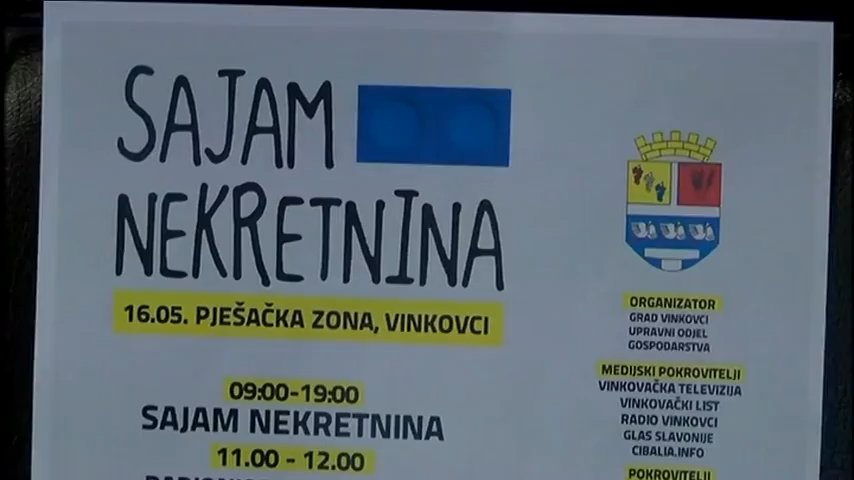 SAJAM
NEKRETNINA
16.05. PJEŠAČKA ZONA, VINKOVCI
09:00-19:00
SAJAM NEKRETNINA
11.00 - 12.00
ORGANIZATOR
GRAD VINKOVCI
UPRAVNI ODJEL
GOSPODARSTVA
MEDIJSKI POKROVITELJI
VINKOVAČKA TELEVIZIJA
VINKOVAČKI LIST
RADIO VINKOVCI
GLAS SLAVONIJE
CIBALIA.INFO
POKROVITELJI